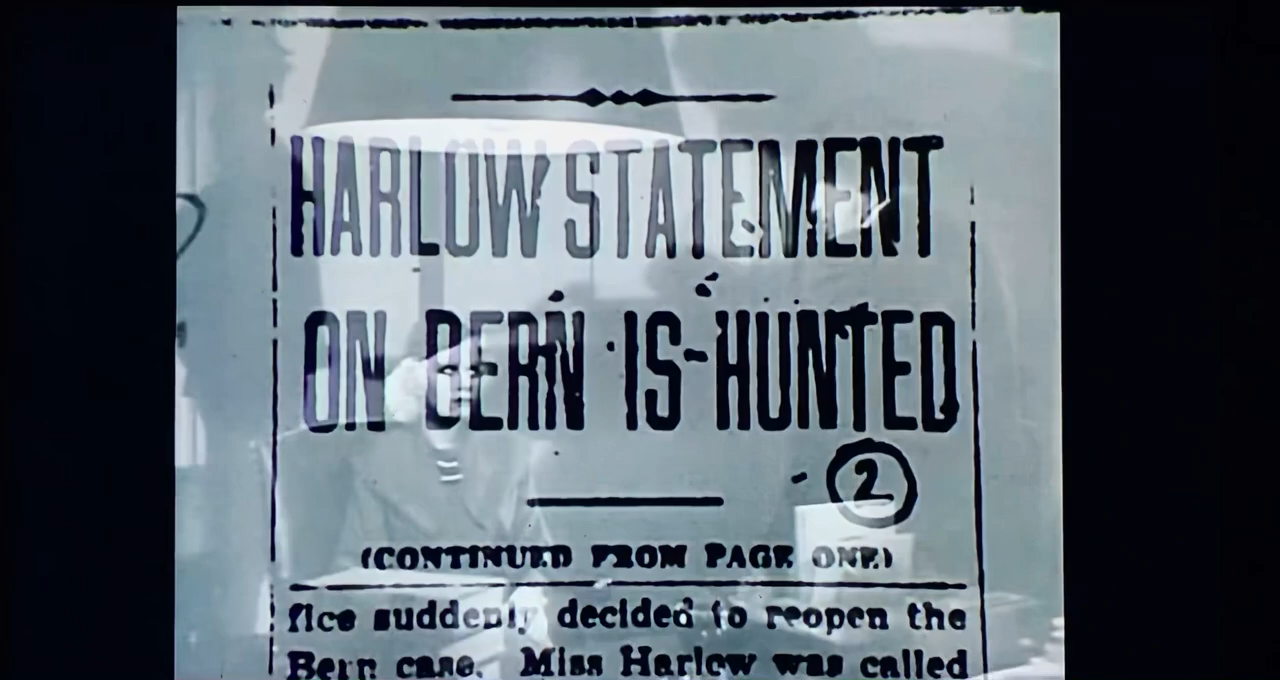 HARLOW STATEMENT
ON BERN IS HUNTED
2
(CONTINUED FROM PAGE ONE)
fice suddenly decided to reopen the
Bern case. Miss Harlow was called